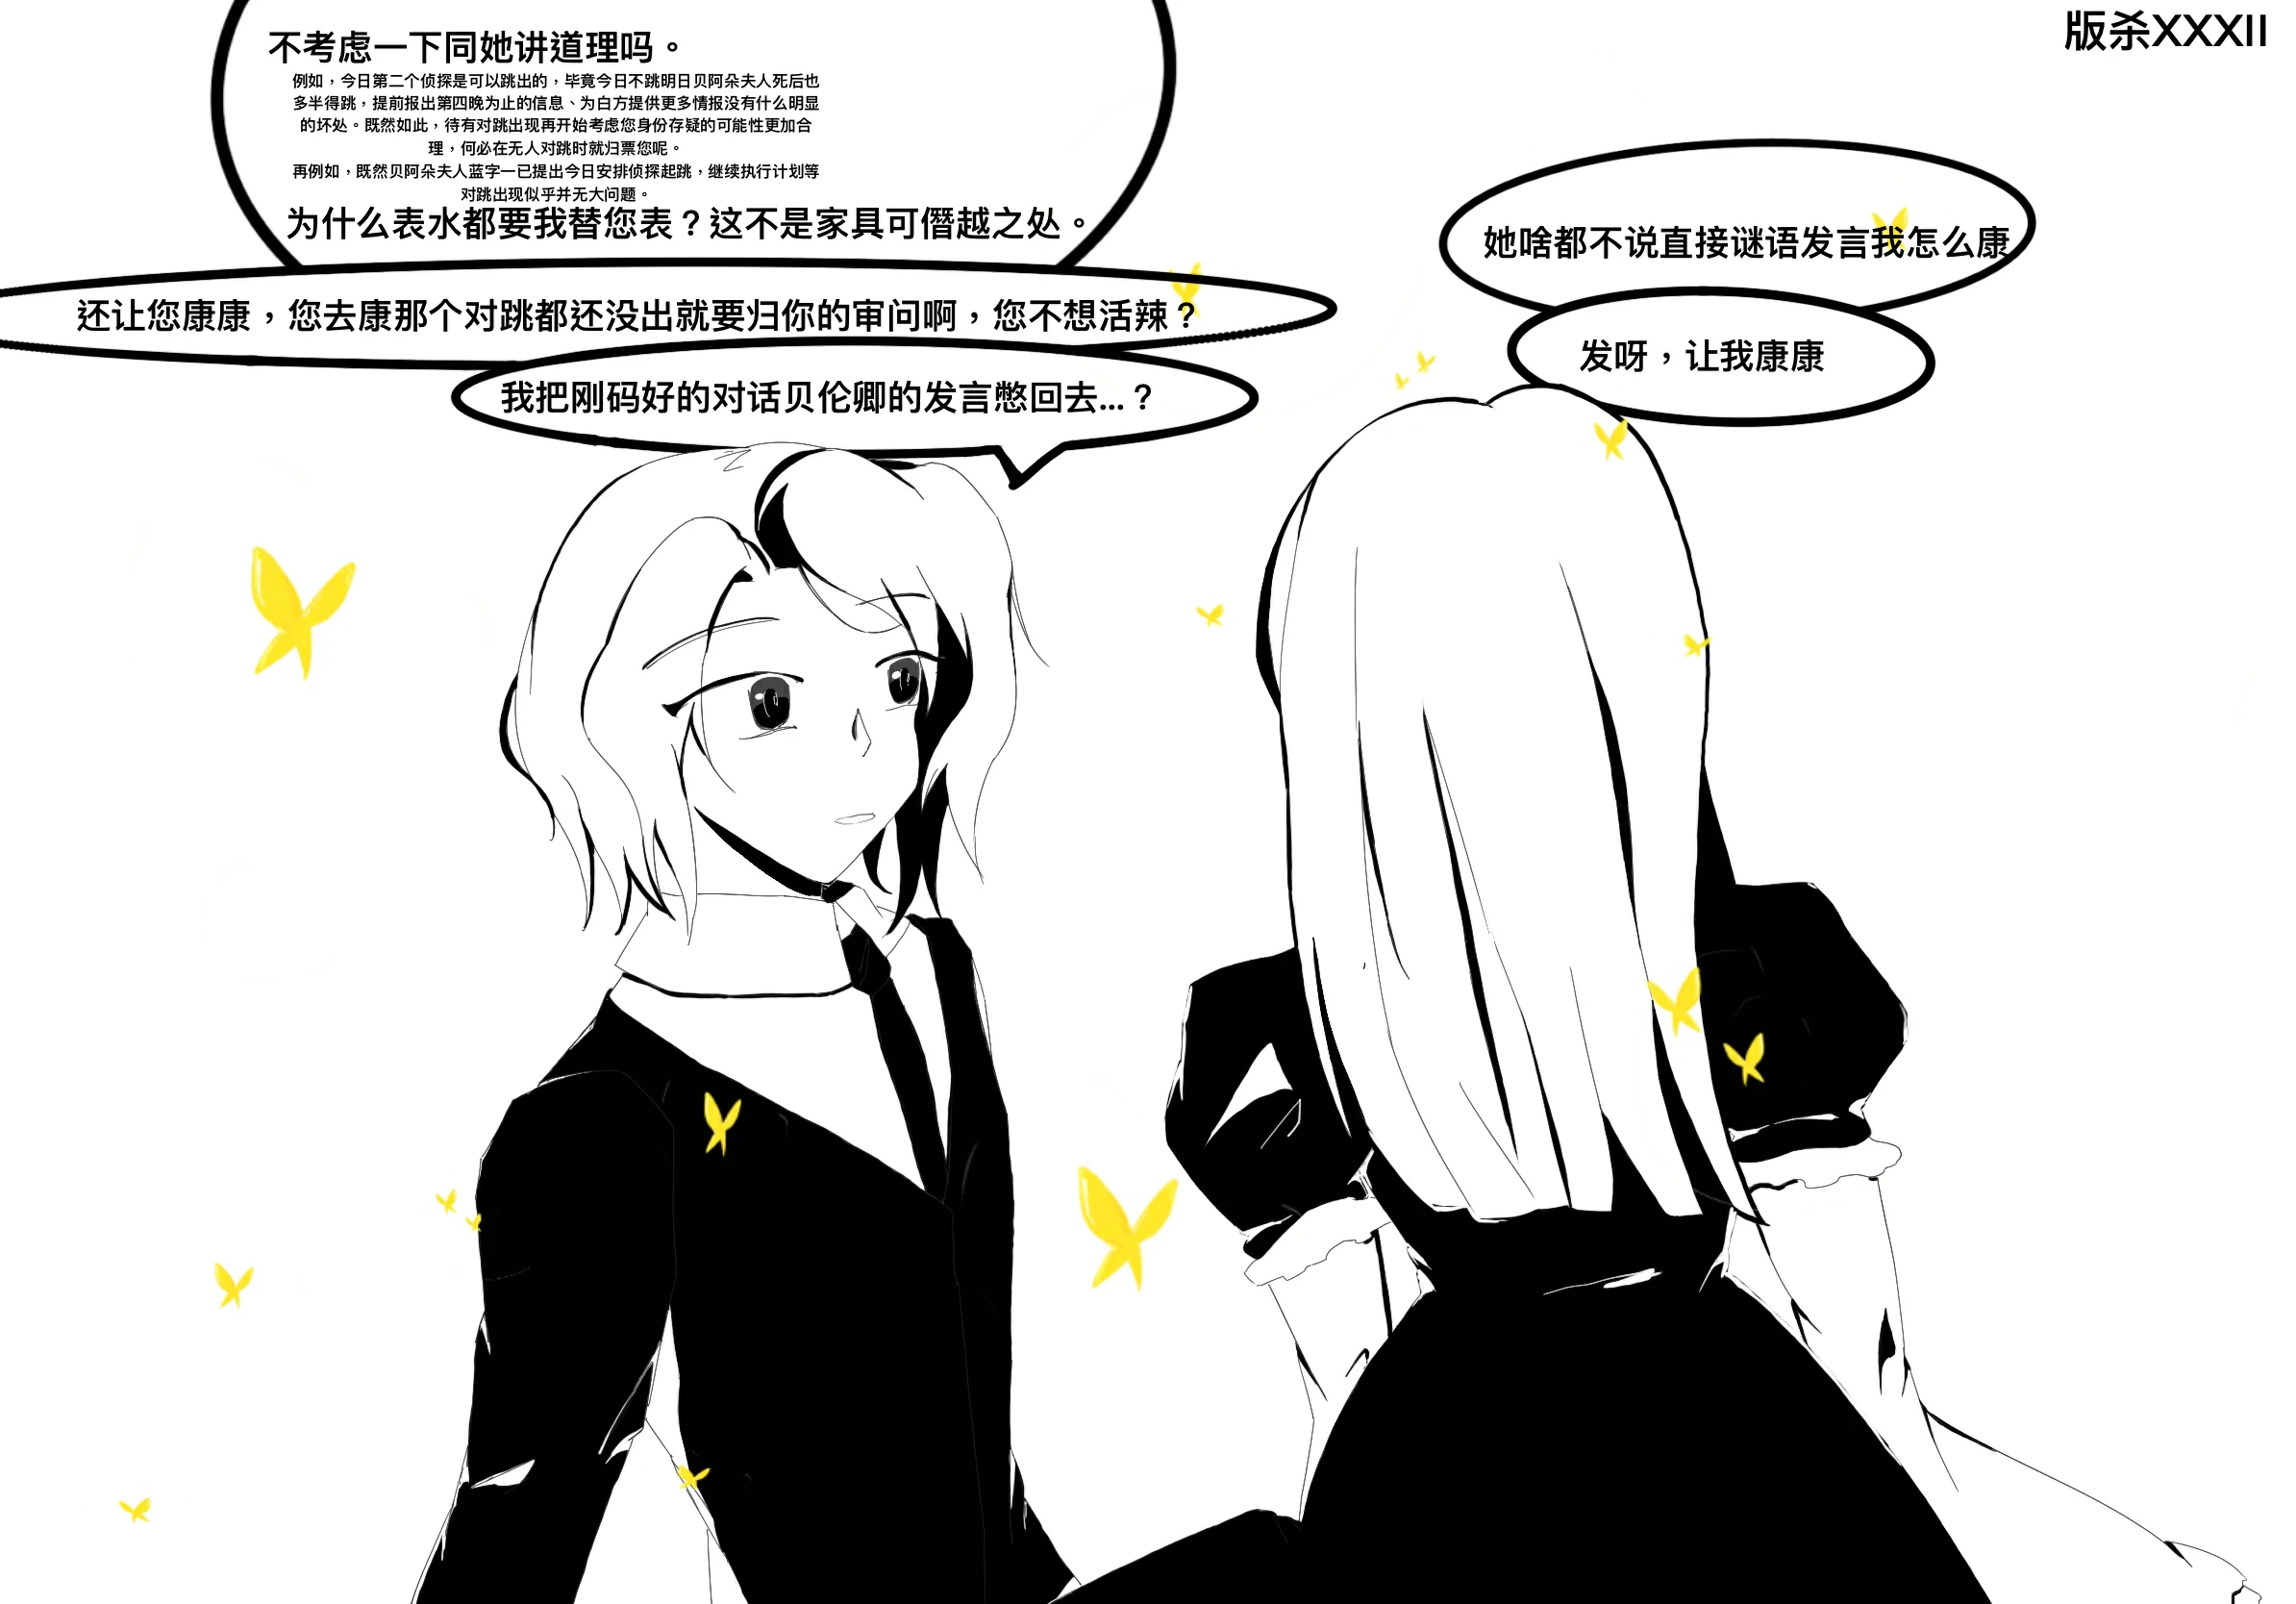 版杀XXXII
不考虑一下同她讲道理吗。
例如，今日第二个侦探是可以跳出的，毕竟今日不跳明日贝阿朵夫人死后也
多半得跳，提前报出第四晚为止的信息、为白方提供更多情报没有什么明显
的坏处。既然如此，待有对跳出现再开始考虑您身份存疑的可能性更加合
理，何必在无人对跳时就归票您呢。
再例如，既然贝阿朵夫人蓝字一已提出今日安排侦探起跳，继续执行计划等
对跳出现似乎并无大问题。
为什么表水都要我替您表？这不是家具可僭越之处。
她啥都不说直接谜语发言我怎么康
还让您康康，您去康那个对跳都还没出就要归你的审问啊，您不想活辣？
发呀，让我康康
我把刚码好的对话贝伦卿的发言憋回去...？